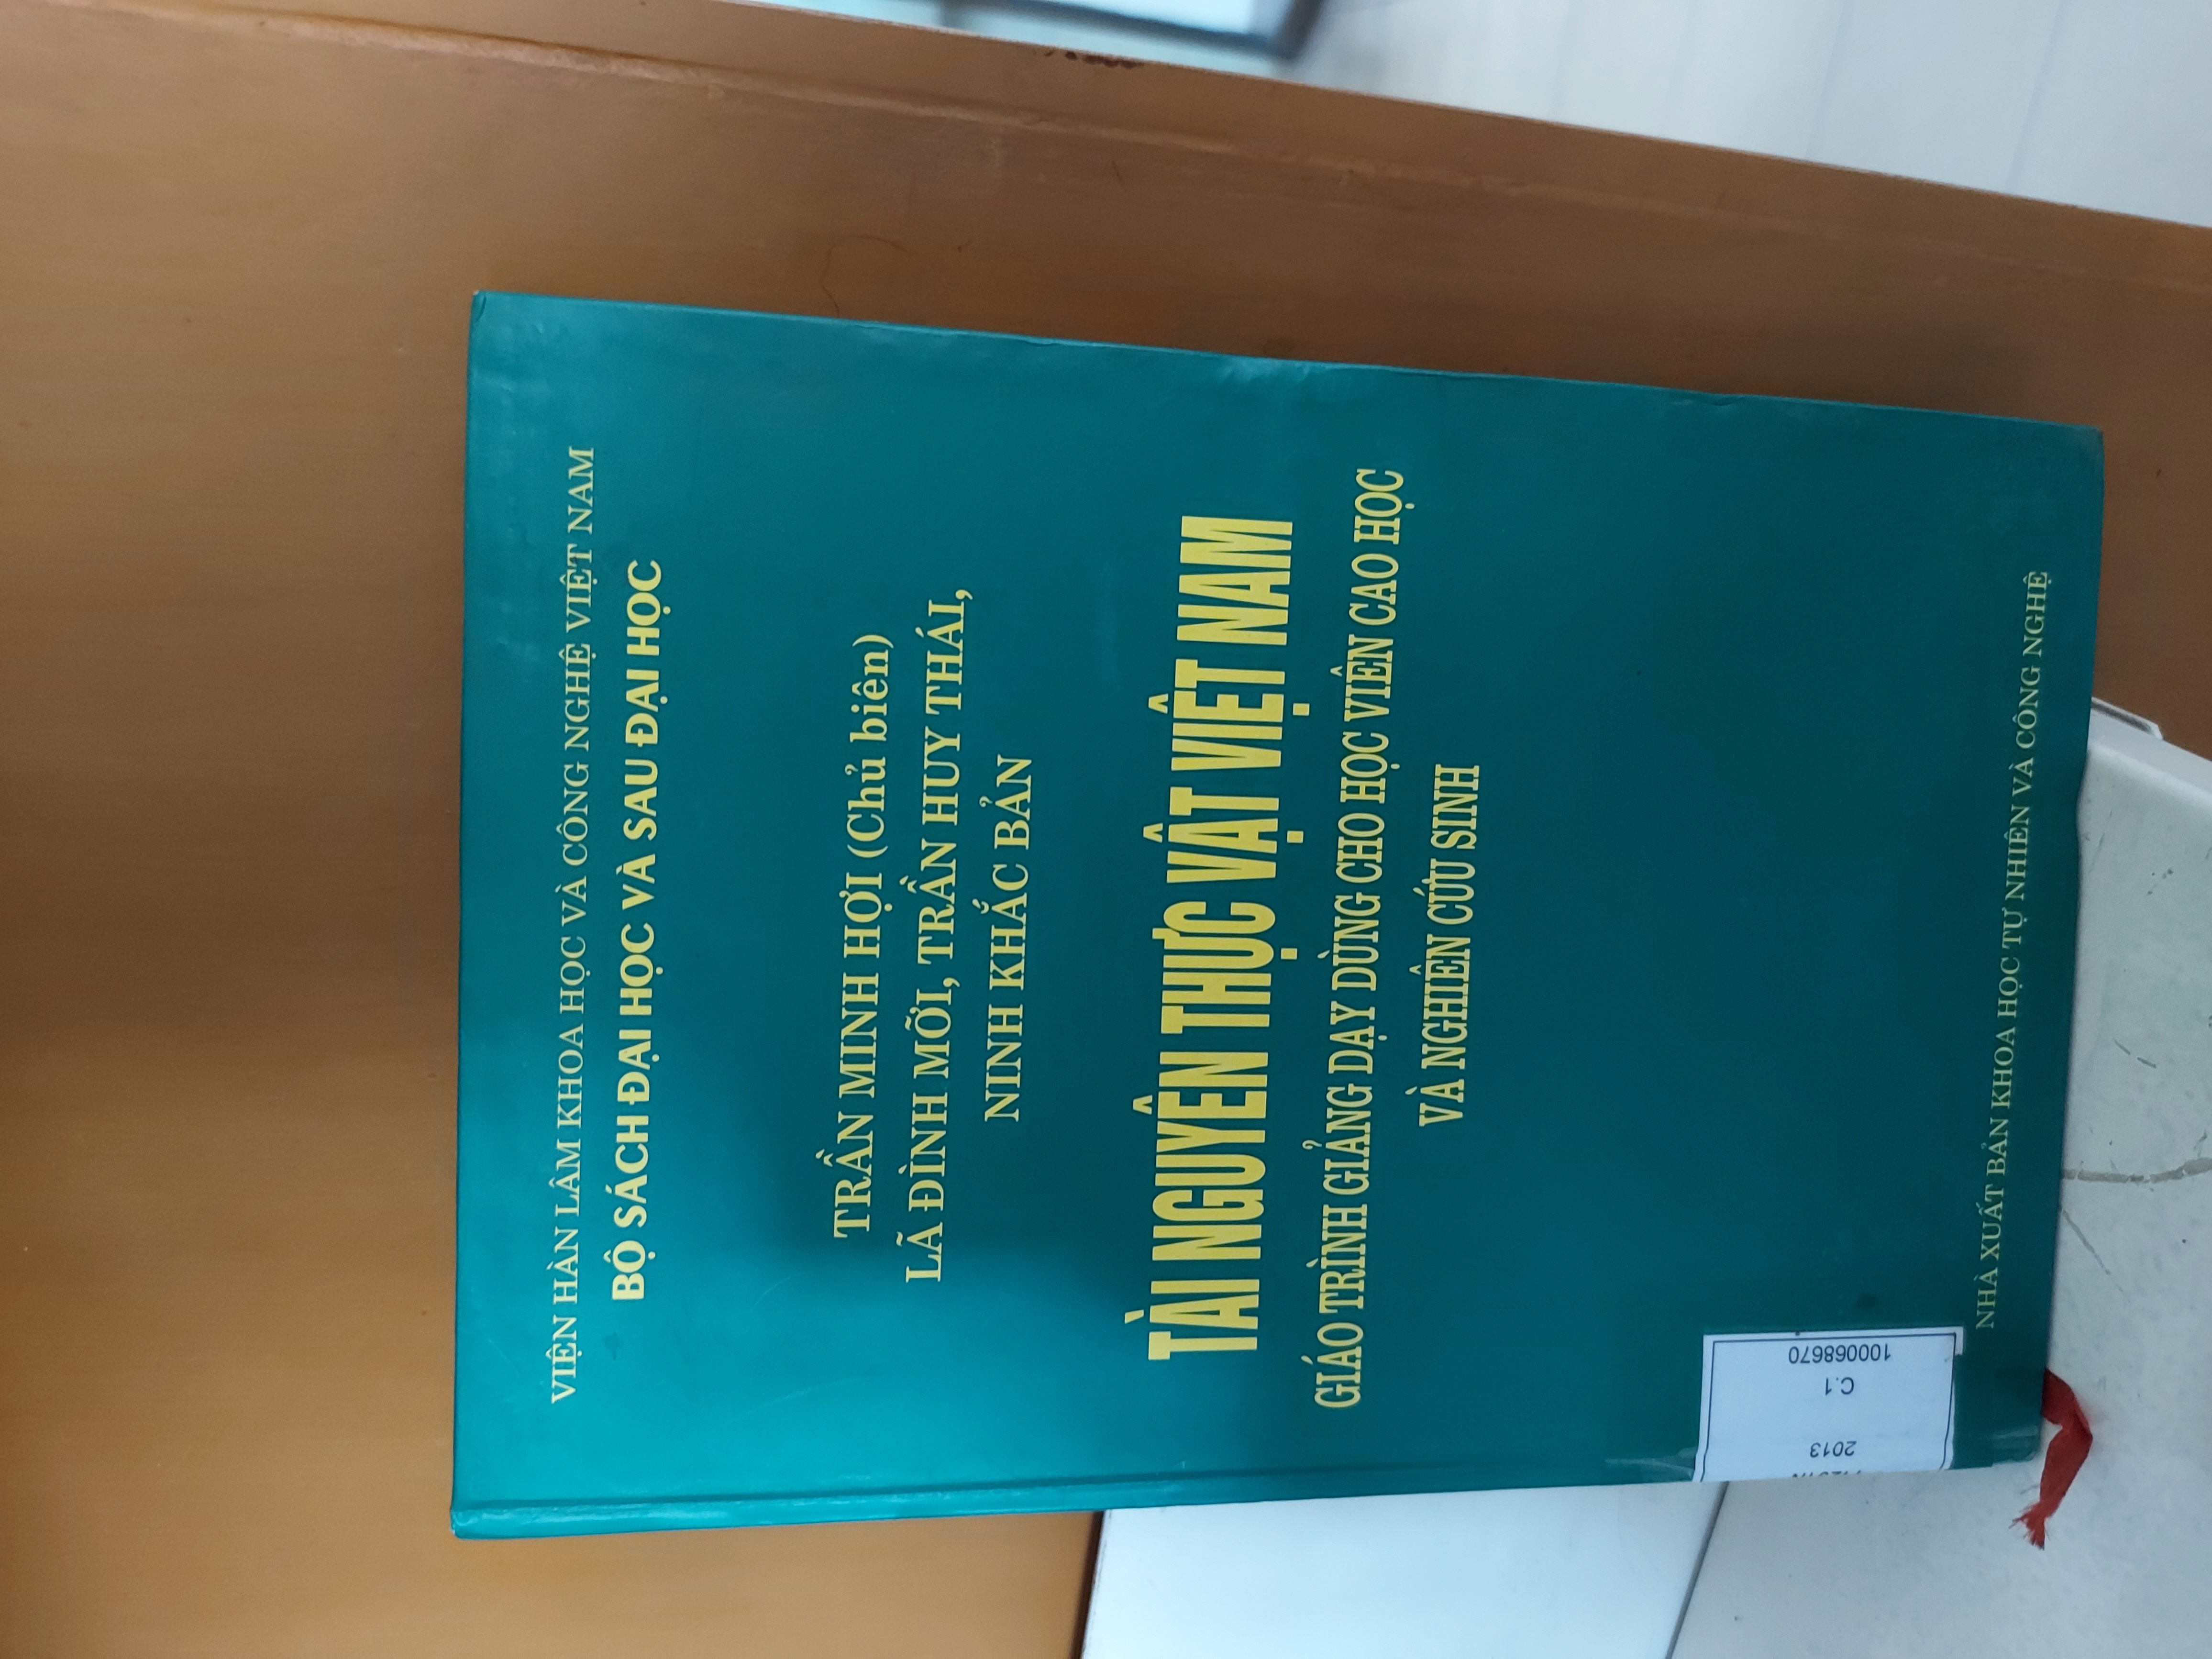 VIỆN HÀN LÂM KHOA HỌC VÀ CÔNG NGHỆ VIỆT NAM
BỘ SÁCH ĐẠI HỌC VÀ SAU ĐẠI HỌC
TRẦN MINH HỢI (Chủ biên)
LÃ ĐÌNH MỠI, TRẦN HUY THÁI,
NINH KHẮC BẢN
TÀI NGUYÊN THỰC VẬT VIỆT NAM
GIÁO TRÌNH GIẢNG DẠY DÙNG CHO HỌC VIÊN CAO HỌC
VÀ NGHIÊN CỨU SINH
2013
C.1
100068670
NHÀ XUẤT BẢN KHOA HỌC TỰ NHIÊN VÀ CÔNG NGHỆ